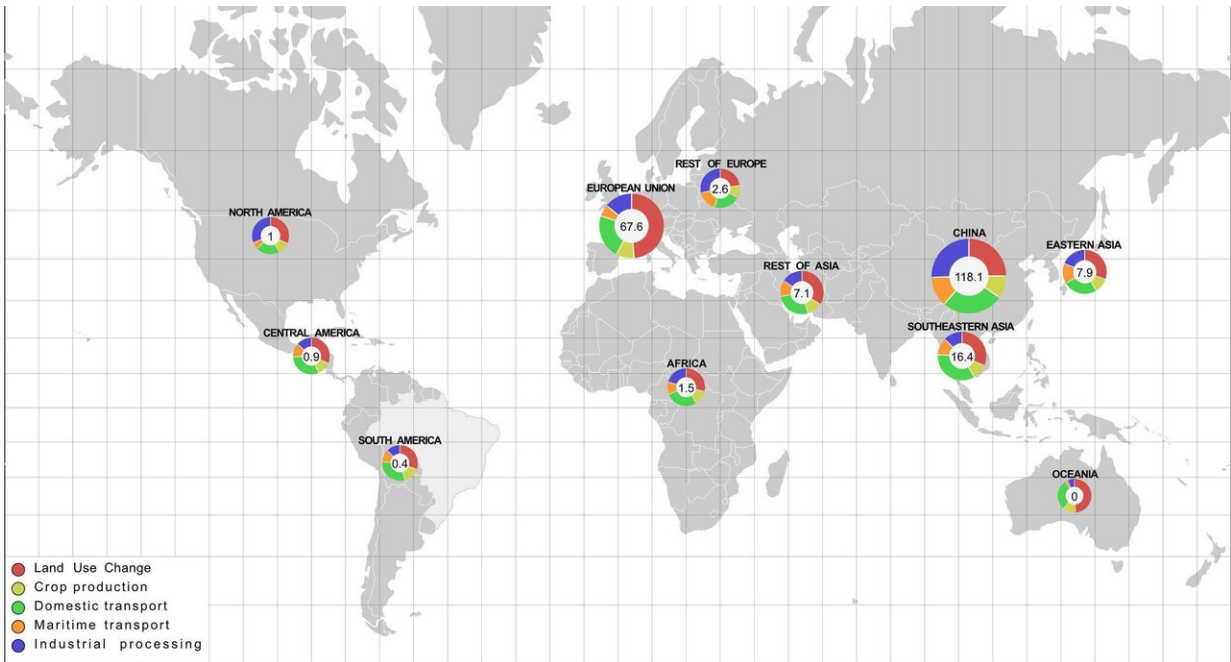 REST OF EUROPE
2.6
EUROPEAN UNION
67.6
NORTH AMERICA
1
CHINA
118.1
EASTERN ASIA
7.9
REST OF ASIA
7.1
SOUTHEASTERN ASIA
16.4
CENTRAL AMERICA
0.9
AFRICA
1.5
SOUTH AMERICA
0.4
OCEANIA
0
Land Use Change
Crop production
Domestic transport
Maritime transport
Industrial processing